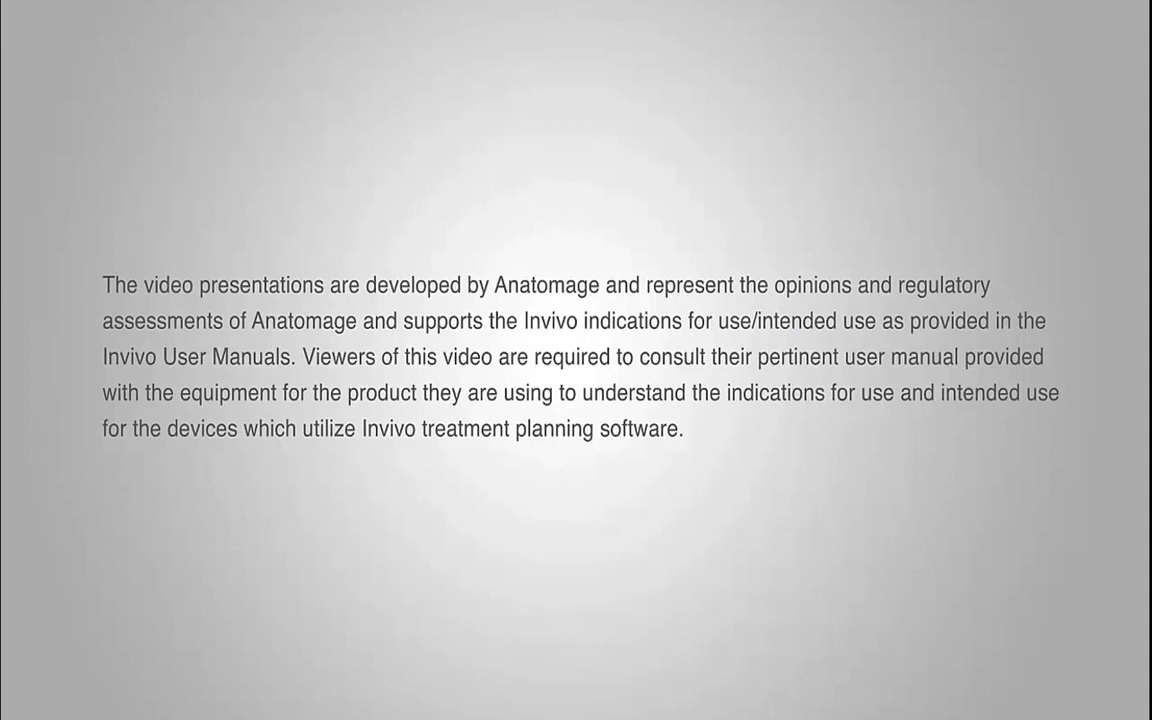 The video presentations are developed by Anatomage and represent the opinions and regulatory
assessments of Anatomage and supports the Invivo indications for use/intended use as provided in the
Invivo User Manuals. Viewers of this video are required to consult their pertinent user manual provided
with the equipment for the product they are using to understand the indications for use and intended use
for the devices which utilize Invivo treatment planning software.